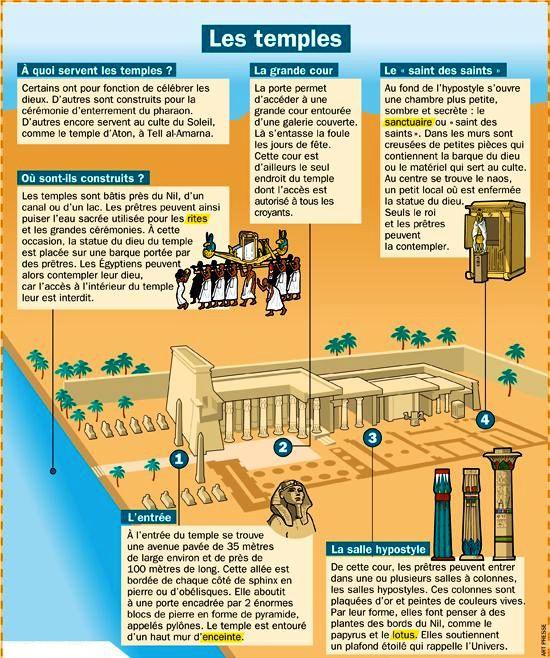 Les temples
À quoi servent les temples ?
Certains ont pour fonction de célébrer les
dieux. D'autres sont construits pour la
cérémonie d'enterrement du pharaon.
D'autres encore servent au culte du Soleil,
comme le temple d'Aton, à Tell al-Amarna.
Où sont-ils construits ?
Les temples sont bâtis près du Nil, d'un
canal ou d'un lac. Les prêtres peuvent ainsi
puiser l'eau sacrée utilisée pour les rites
et les grandes cérémonies. À cette
occasion, la statue du dieu du temple
est placée sur une barque portée par
des prêtres. Les Égyptiens peuvent
alors contempler leur dieu,
car l'accès à l'intérieur du temple
leur est interdit.
La grande cour
La porte permet
d'accéder à une
grande cour entourée
d'une galerie couverte.
Là s'entasse la foule
les jours de fête.
Cette cour est
d'ailleurs le seul
endroit du temple
dont l'accès est
autorisé à tous les
croyants.
Le « saint des saints »
Au fond de l'hypostyle s'ouvre
une chambre plus petite,
sombre et secrète : le
sanctuaire ou « saint des
saints ». Dans les murs sont
creusées de petites pièces qui
contiennent la barque du dieu
ou le matériel qui sert au culte.
Au centre se trouve le naos,
un petit local où est enfermée
la statue du dieu.
Seuls le roi
et les prêtres
peuvent
la contempler.
1
2
3
4
L'entrée
À l'entrée du temple se trouve
une avenue pavée de 35 mètres
de large environ et de près de
100 mètres de long. Cette allée est
bordée de chaque côté de sphinx en
pierre ou d'obélisques. Elle aboutit
à une porte encadrée par 2 énormes
blocs de pierre en forme de pyramide,
appelés pylônes. Le temple est entouré
d'un haut mur d'enceinte.
La salle hypostyle
De cette cour, les prêtres peuvent entrer
dans une ou plusieurs salles à colonnes,
les salles hypostyles. Ces colonnes sont
plaquées d'or et peintes de couleurs vives.
Par leur forme, elles font penser à des
plantes des bords du Nil, comme le
papyrus et le lotus. Elles soutiennent
un plafond étoilé qui rappelle l'Univers.
ART PRESSE